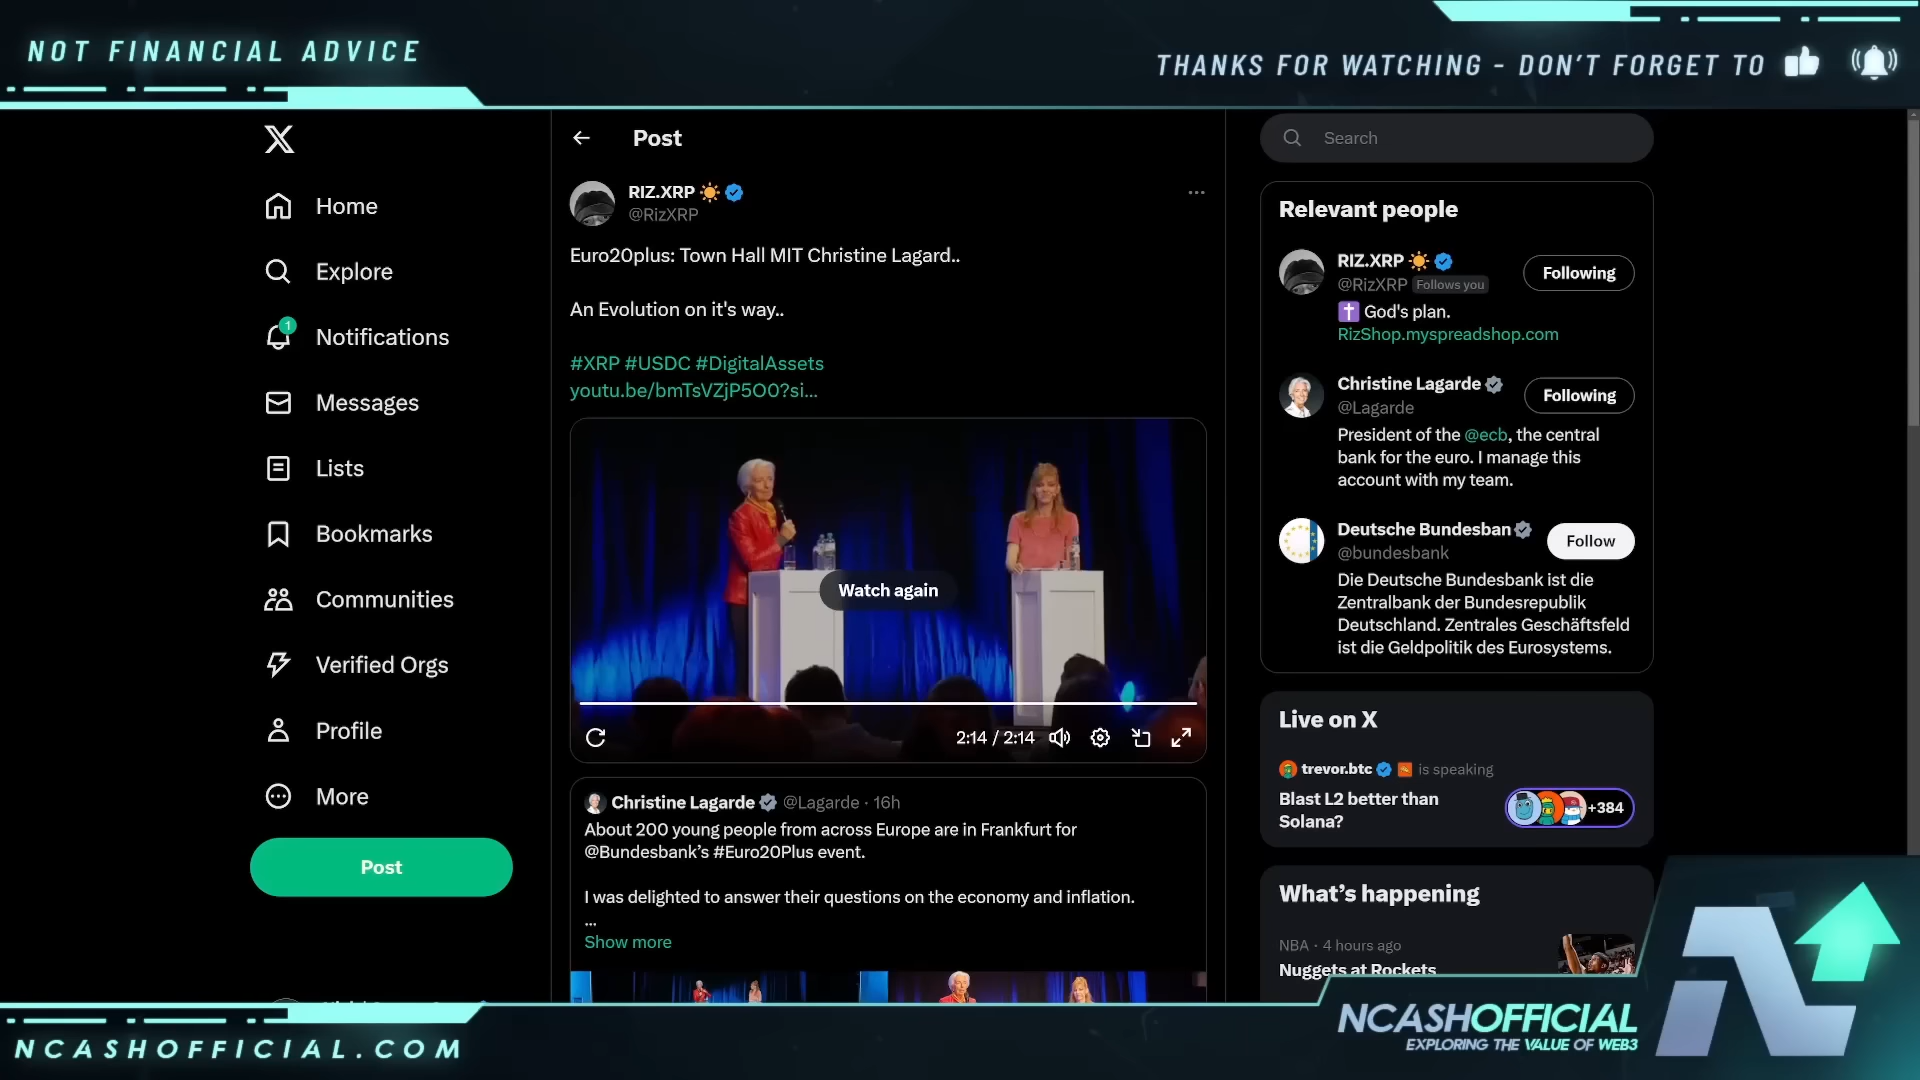 NOT FINANCIAL ADVICE
THANKS FOR WATCHING - DON'T FORGET TO
Home
Explore
1
Notifications
Messages
Lists
Bookmarks
Communities
Verified Orgs
Profile
More
Post
Post
RIZ.XRP
@RizXRP
Euro20plus: Town Hall MIT Christine Lagard..
An Evolution on it's way..
#XRP #USDC #DigitalAssets
youtu.be/bmTsVZjP5O0?si...
Watch again
2:14 / 2:14
Christine Lagarde @Lagarde · 16h
About 200 young people from across Europe are in Frankfurt for
@Bundesbank's #Euro20Plus event.
I was delighted to answer their questions on the economy and inflation.
...
Show more
Search
Relevant people
RIZ.XRP
@RizXRP Follows you
Following
God's plan.
RizShop.myspreadshop.com
Christine Lagarde
@Lagarde
Following
President of the @ecb, the central
bank for the euro. I manage this
account with my team.
Deutsche Bundesban
@bundesbank
Follow
Die Deutsche Bundesbank ist die
Zentralbank der Bundesrepublik
Deutschland. Zentrales Geschäftsfeld
ist die Geldpolitik des Eurosystems.
Live on X
trevor.btc is speaking
Blast L2 better than
Solana?
+384
What's happening
NBA · 4 hours ago
Nuggets at Rockets
NCASHOFFICIAL.COM
NCASHOFFICIAL
EXPLORING THE VALUE OF WEB3